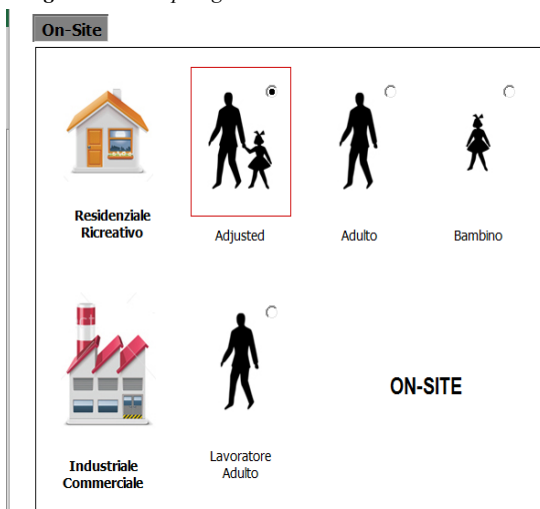 On-Site
Residenziale
Ricreativo
Adjusted
Adulto
Bambino
ON-SITE
Industriale
Commerciale
Lavoratore
Adulto